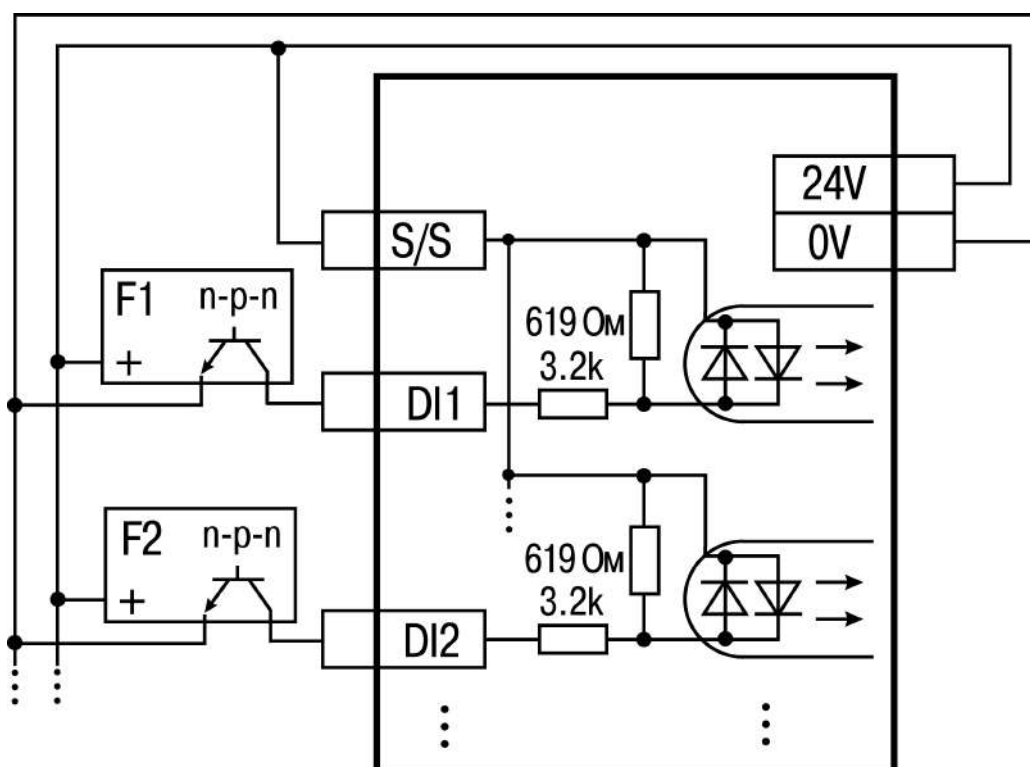 24V
S/S
0V
F1 n-p-n
+
619 Ом
3.2k
DI1
F2 n-p-n
+
619 Ом
3.2k
DI2